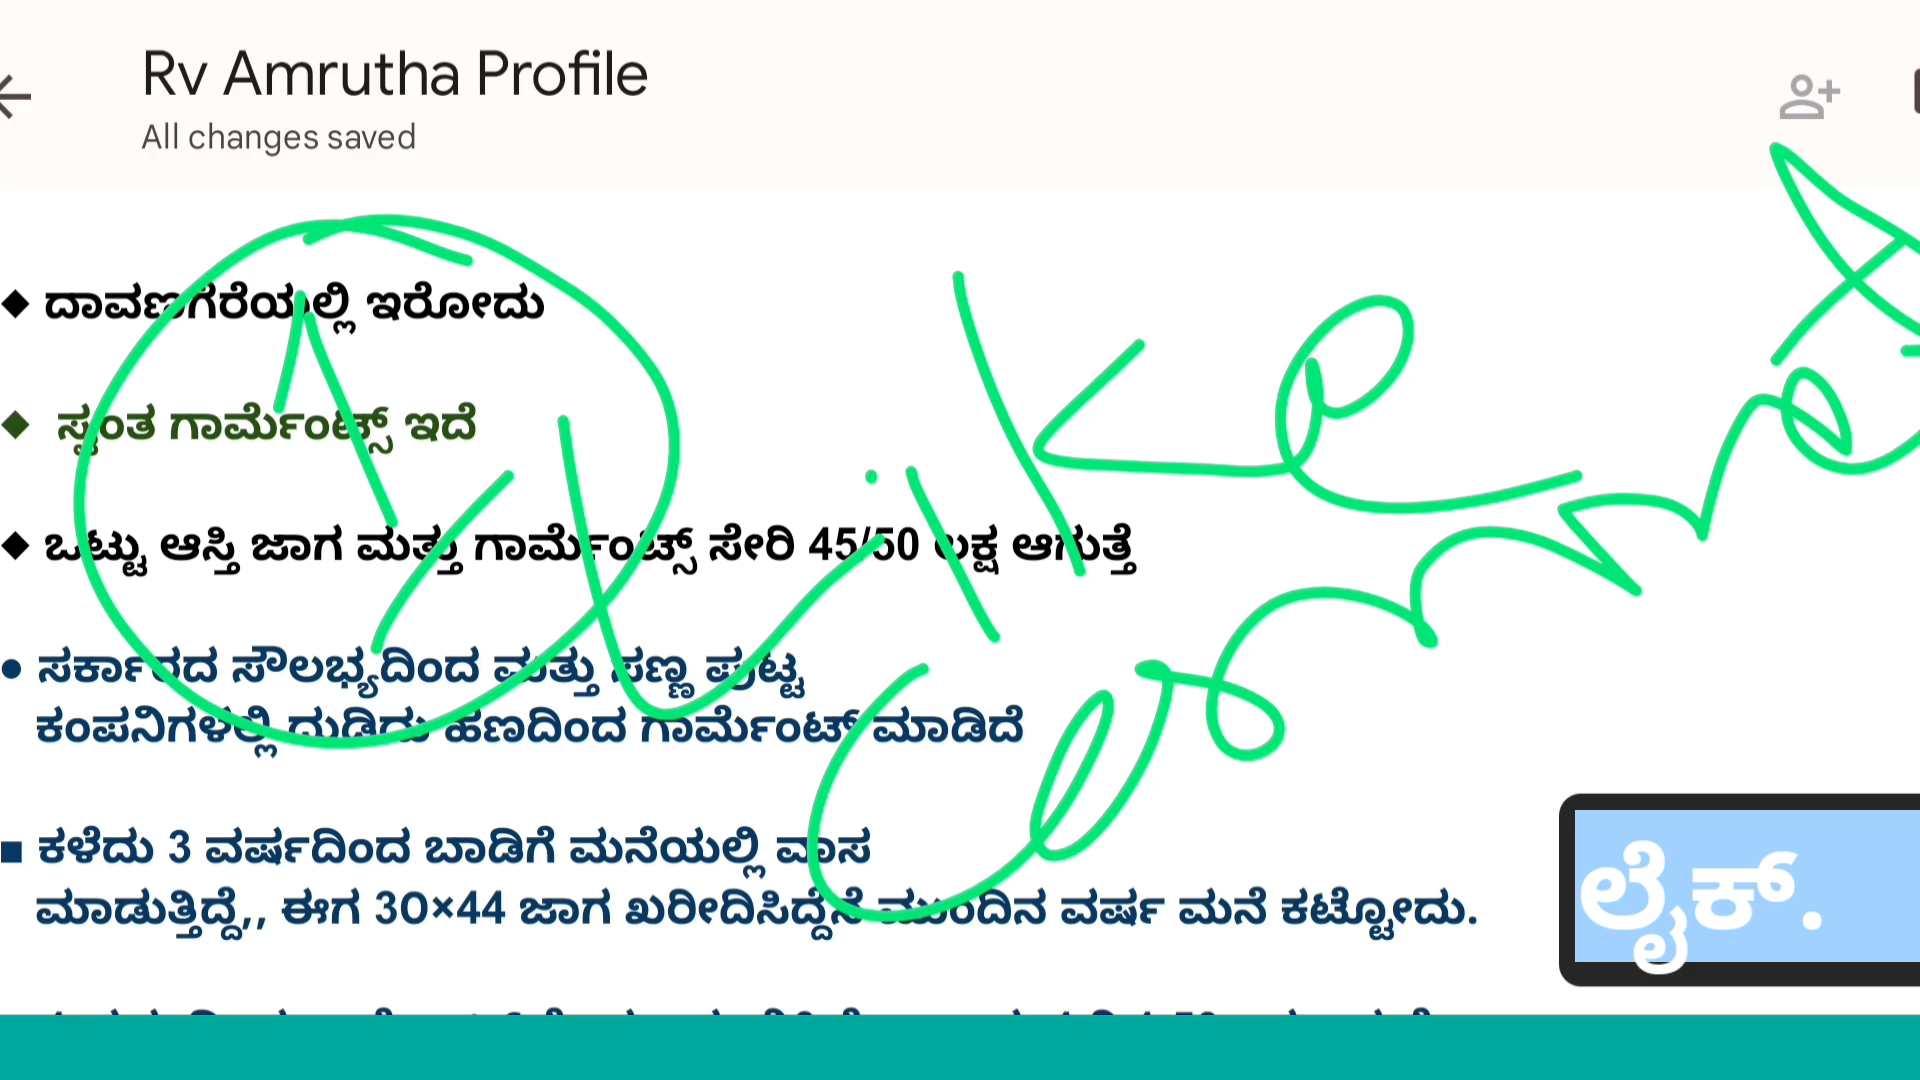 Rv Amrutha Profile
All changes saved
◆ ದಾವಣಗೆರೆಯಲ್ಲಿ ಇರೋದು
◆ ಸ್ವಂತ ಗಾರ್ಮೆಂಟ್ಸ್ ಇದೆ
◆ ಒಟ್ಟು ಆಸ್ತಿ ಜಾಗ ಮತ್ತು ಗಾರ್ಮೆಂಟ್ಸ್ ಸೇರಿ 45/50 ಲಕ್ಷ ಆಗುತ್ತೆ
● ಸರ್ಕಾರದ ಸೌಲಭ್ಯದಿಂದ ಮತ್ತು ಸಣ್ಣ ಪುಟ್ಟ
ಕಂಪನಿಗಳಲ್ಲಿ ದುಡಿದು ಹಣದಿಂದ ಗಾರ್ಮೆಂಟ್ ಮಾಡಿದೆ
■ ಕಳೆದು 3 ವರ್ಷದಿಂದ ಬಾಡಿಗೆ ಮನೆಯಲ್ಲಿ ವಾಸ
ಮಾಡುತ್ತಿದ್ದೆ,, ಈಗ 30×44 ಜಾಗ ಖರೀದಿಸಿದ್ದೆನೆ ಮುಂದಿನ ವರ್ಷ ಮನೆ ಕಟ್ಟೋದು.
Like
ಲೈಕ್.